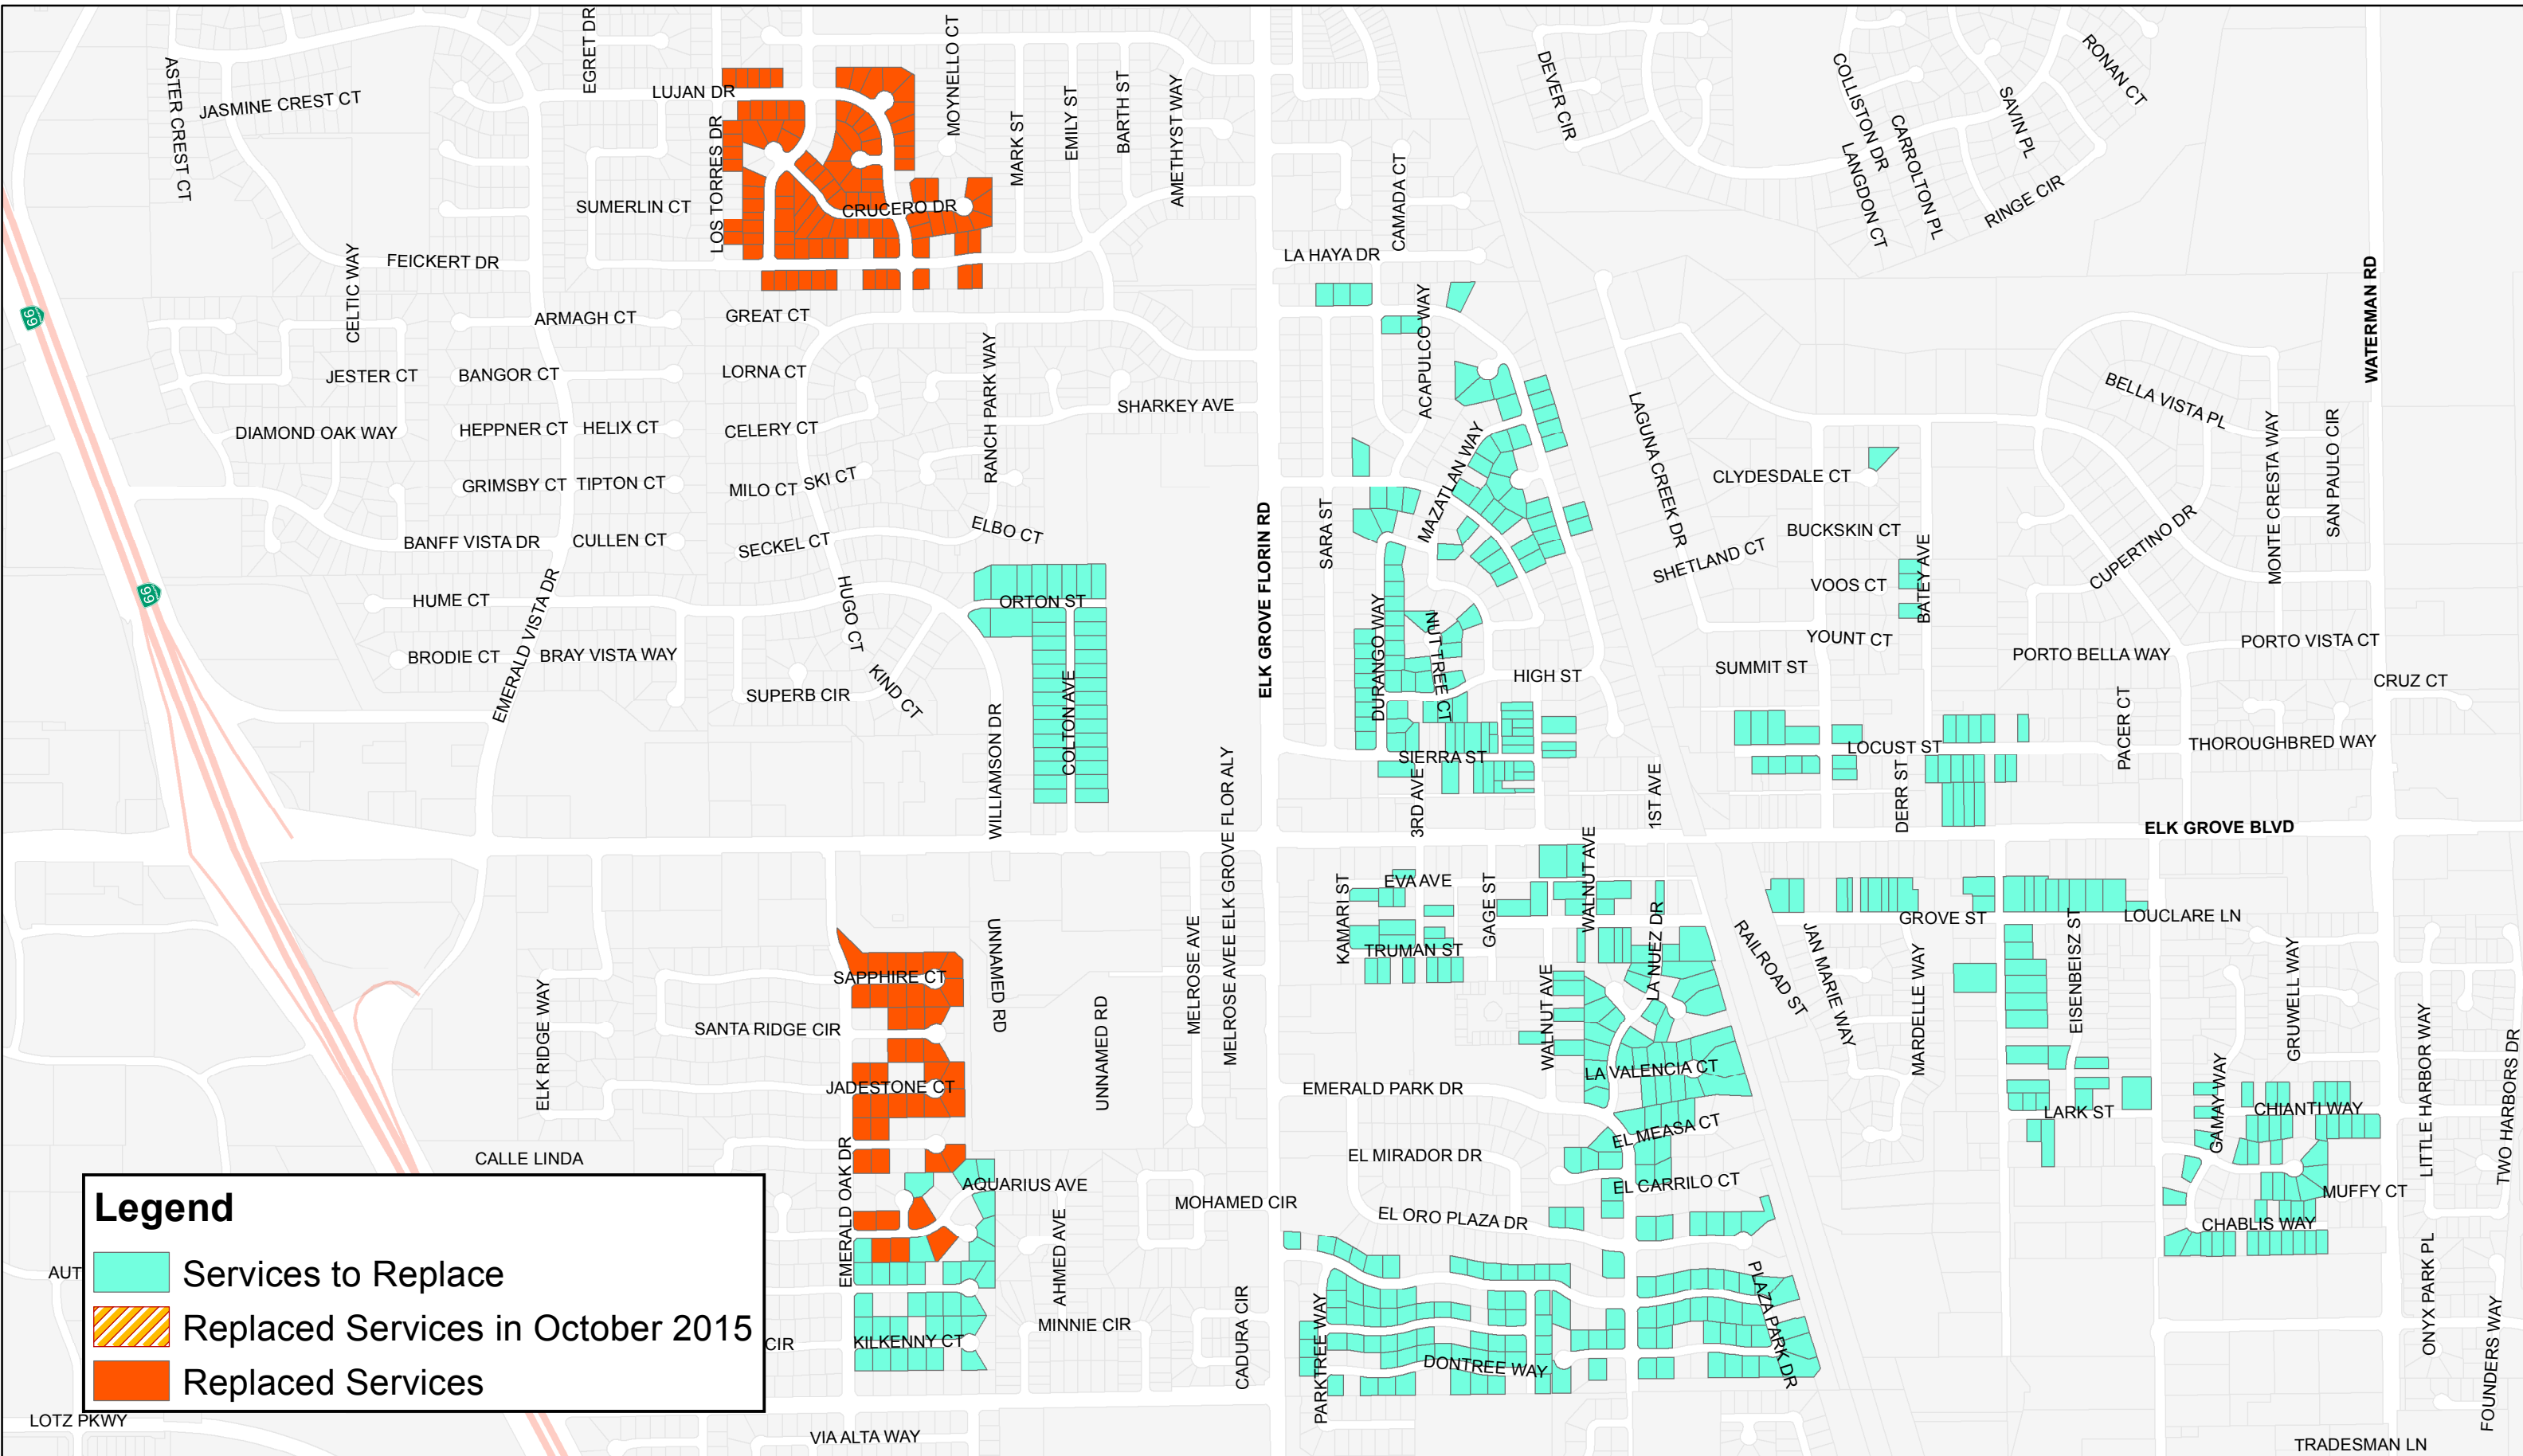 EGRET DR
MOYNELLO CT
ASTER CREST CT
JASMINE CREST CT
LUJAN DR
LOS TORRES DR
MARK ST
EMILY ST
BARTH ST
AMETHYST WAY
SUMERLIN CT
CRUCERO DR
CELTIC WAY
FEICKERT DR
DEVER CIR
CAMADA CT
LA HAYA DR
COLLISTON DR
LANGDON CT
CARROLTON PL
SAVIN PL
RONAN CT
RINGE CIR
WATERMAN RD
99
ARMAGH CT
GREAT CT
JESTER CT
BANGOR CT
LORNA CT
RANCH PARK WAY
SHARKEY AVE
ACAPULCO WAY
DIAMOND OAK WAY
HEPPNER CT
HELIX CT
CELERY CT
GRIMSBY CT
TIPTON CT
MILO CT
SKI CT
MAZATLAN WAY
LAGUNA CREEK DR
BELLA VISTA PL
MONTE CRESTA WAY
SAN PAULO CIR
CLYDESDALE CT
BANFF VISTA DR
CULLEN CT
SECKEL CT
ELBO CT
ELK GROVE FLORIN RD
SARA ST
BUCKSKIN CT
SHETLAND CT
CUPERTINO DR
99
HUME CT
EMERALD VISTA DR
HUGO CT
ORTON ST
VOOS CT
BATEY AVE
BRODIE CT
BRAY VISTA WAY
SUPERB CIR
KIND CT
WILLIAMSON DR
COLTON AVE
DURANGO WAY
NUT TREE CT
HIGH ST
YOUNT CT
SUMMIT ST
PORTO BELLA WAY
PORTO VISTA CT
CRUZ CT
PACER CT
THOROUGHBRED WAY
LOCUST ST
DERR ST
SIERRA ST
3RD AVE
1ST AVE
ELK GROVE BLVD
MELROSE AVEE ELK GROVE FLOR ALY
KAMARI ST
EVA AVE
GAGE ST
WALNUT AVE
TRUMAN ST
LA NUEZ DR
RAILROAD ST
JAN MARIE WAY
MARDELLE WAY
GROVE ST
EISENBEISZ ST
LOUCLARE LN
GRUWELL WAY
UNNAMED RD
MELROSE AVE
SAPPHIRE CT
ELK RIDGE WAY
SANTA RIDGE CIR
UNNAMED RD
WALNUT AVE
JADESTONE CT
EMERALD PARK DR
LA VALENCIA CT
EL MEASA CT
LARK ST
GAMAY WAY
CHIANTI WAY
LITTLE HARBOR WAY
TWO HARBORS DR
CALLE LINDA
EMERALD OAK DR
AQUARIUS AVE
AHMED AVE
MOHAMED CIR
EL MIRADOR DR
EL CARRILO CT
EL ORO PLAZA DR
MUFFY CT
CHABLIS WAY
Legend
Services to Replace
Replaced Services in October 2015
Replaced Services
AUT
CIR
KILKENNY CT
MINNIE CIR
CADURA CIR
PARKTREE WAY
DONTREE WAY
PLAZA PARK DR
ONYX PARK PL
FOUNDERS WAY
LOTZ PKWY
VIA ALTA WAY
TRADESMAN LN